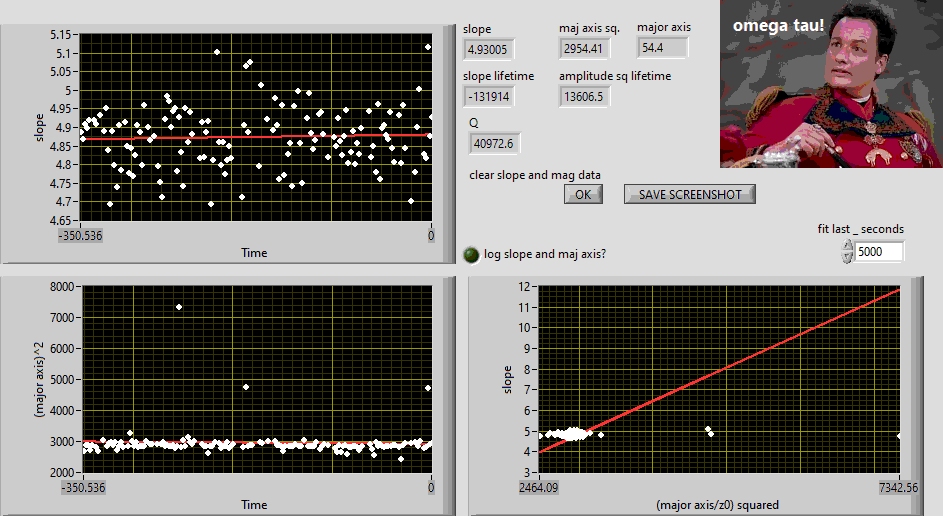 omega tau!
slope
maj axis sq.
major axis
4.93005
2954.41
54.4
slope lifetime
amplitude sq lifetime
-131914
13606.5
Q
40972.6
clear slope and mag data
OK
SAVE SCREENSHOT
fit last _ seconds
5000
log slope and maj axis?
5.15
5.1
5.05
5
4.95
4.9
4.85
4.8
4.75
4.7
4.65
slope
-350.536
0
Time
8000
7000
6000
5000
4000
3000
2000
(major axis)^2
-350.536
0
Time
12
11
10
9
8
7
6
5
4
3
slope
2464.09
7342.56
(major axis/z0) squared